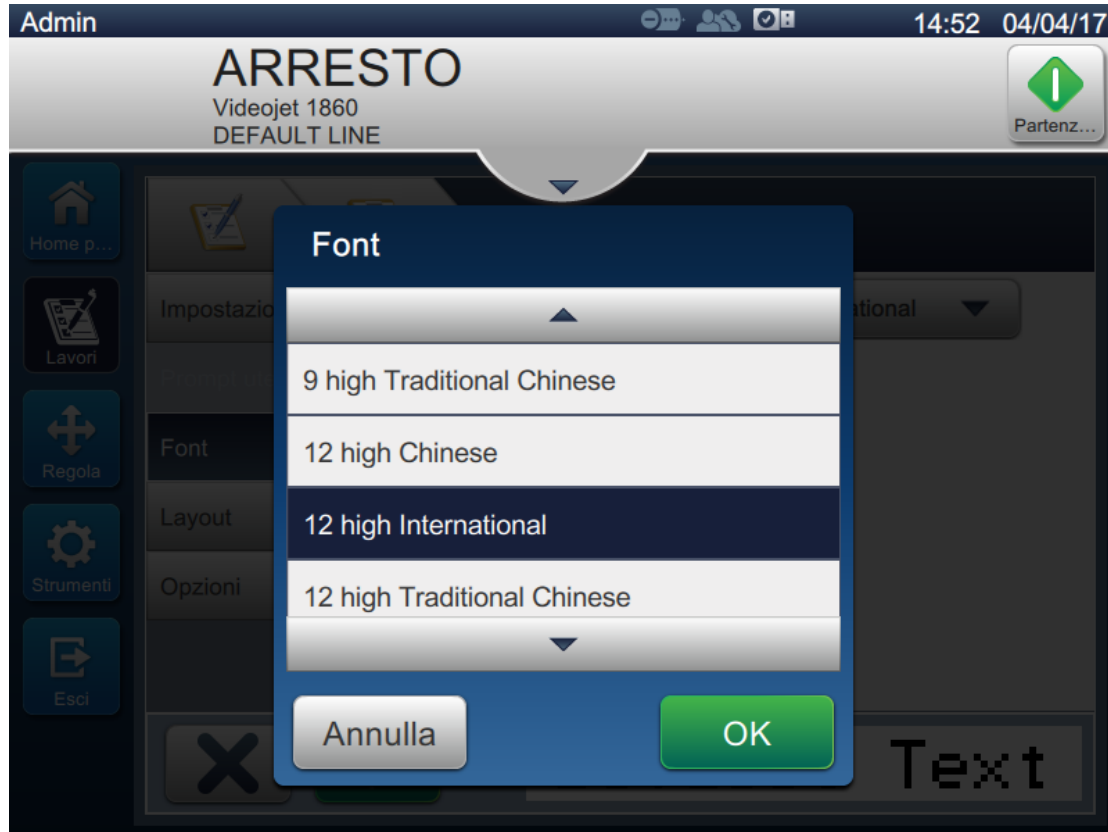 Admin
14:52 04/04/17
ARRESTO
Videojet 1860
DEFAULT LINE
Partenz...
Home p...
Lavori
Regola
Strumenti
Esci
Impostazio
Prompt ute
Font
Layout
Opzioni
ational
Font
9 high Traditional Chinese
12 high Chinese
12 high International
12 high Traditional Chinese
Annulla
OK
Text